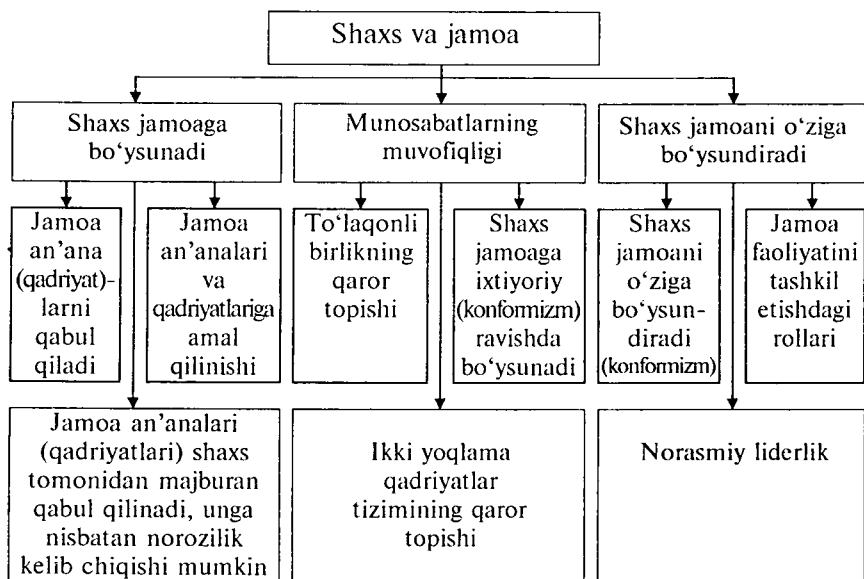 Shaxs va jamoa
Shaxs jamoaga
bo‘ysunadi
Munosabatlarning
muvofiqligi
Shaxs jamoani o‘ziga
bo‘ysundiradi
Jamoa
an’ana
(qadriyat)-
larni
qabul
qiladi
Jamoa
an’analari
va
qadriyatlariga
amal
qilinishi
To‘laqonli
birlikning
qaror
topishi
Shaxs
jamoaga
ixtiyoriy
(konformizm)
ravishda
bo‘ysunadi
Shaxs
jamoani
o‘ziga
bo‘ysun-
diradi
(konformizm)
Jamoa
faoliyatini
tashkil
etishdagi
rollari
Jamoa an’analari
(qadriyatlari) shaxs
tomonidan majburan
qabul qilinadi, unga
nisbatan norozilik
kelib chiqishi mumkin
Ikki yoqlama
qadriyatlar
tizimining qaror
topishi
Norasmiy liderlik